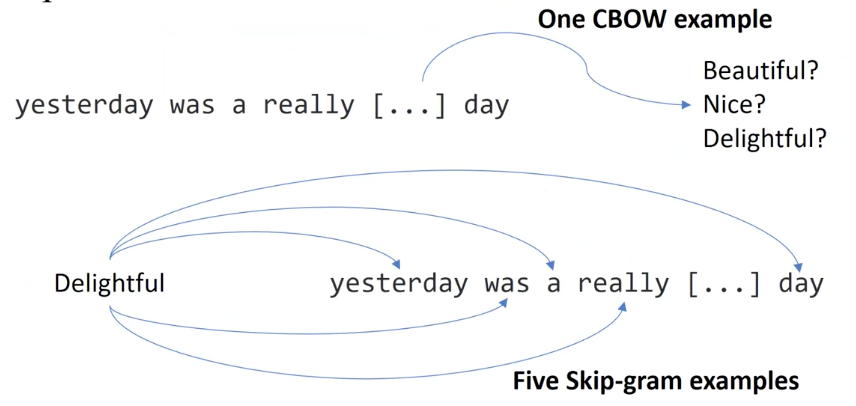 One CBOW example
Beautiful?
yesterday was a really [...] day
Nice?
Delightful?
Delightful
yesterday was a really [...] day
Five Skip-gram examples